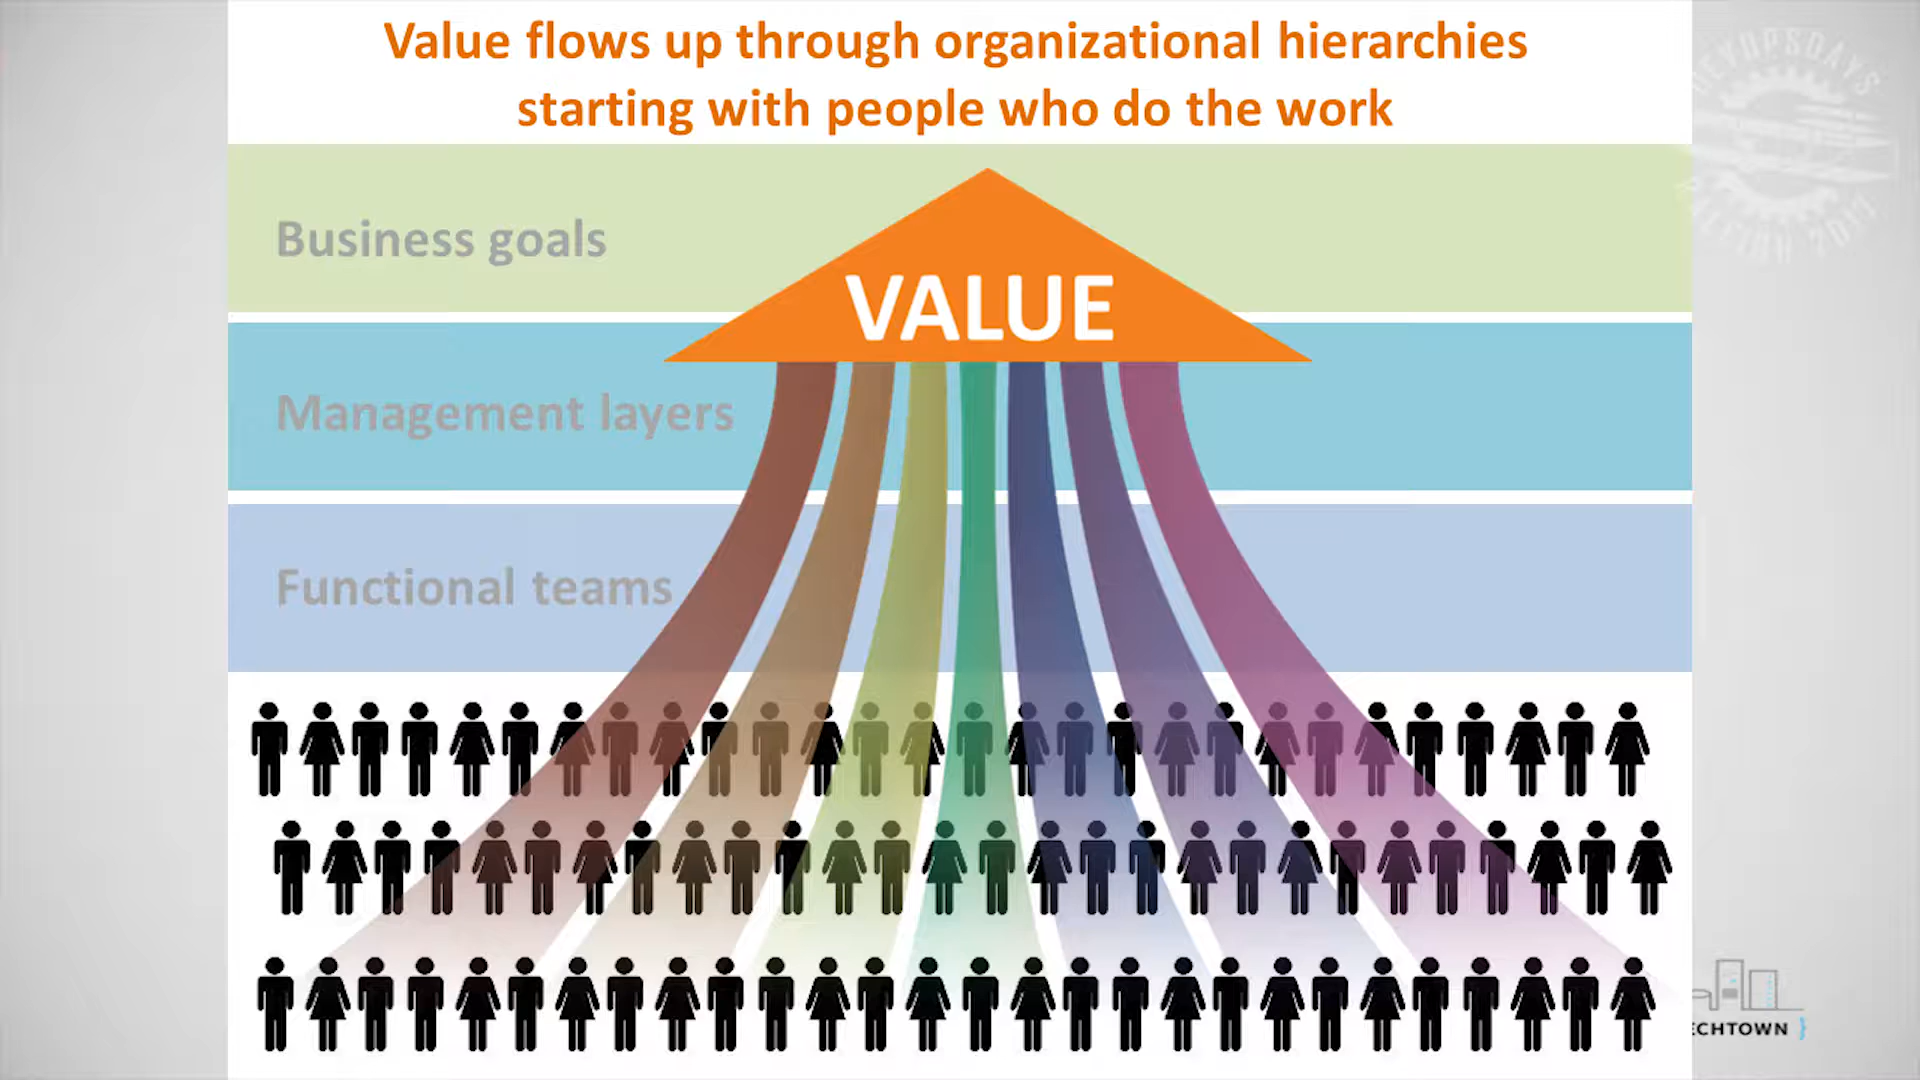 Value flows up through organizational hierarchies
starting with people who do the work
Business goals
VALUE
Management layers
Functional teams
ECHTOWN }